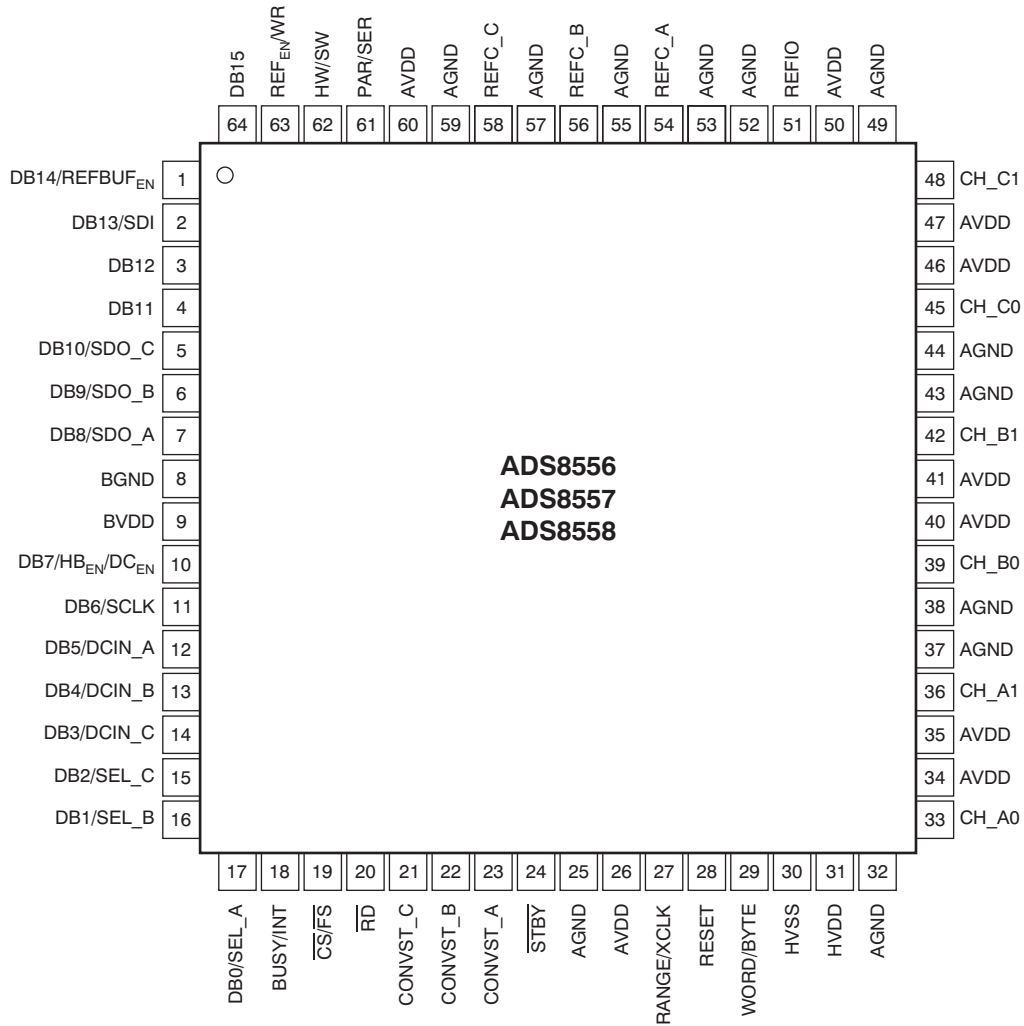 DB15
REFEN/WR
HW/SW
PAR/SER
AVDD
AGND
REFC_C
AGND
REFC_B
AGND
REFC_A
AGND
AGND
REFIO
AVDD
AGND
64 63 62 61 60 59 58 57 56 55 54 53 52 51 50 49
DB14/REFBUFEN 1
DB13/SDI 2
DB12 3
DB11 4
DB10/SDO_C 5
DB9/SDO_B 6
DB8/SDO_A 7
BGND 8
BVDD 9
DB7/HBEN/DCEN 10
DB6/SCLK 11
DB5/DCIN_A 12
DB4/DCIN_B 13
DB3/DCIN_C 14
DB2/SEL_C 15
DB1/SEL_B 16
ADS8556
ADS8557
ADS8558
48 CH_C1
47 AVDD
46 AVDD
45 CH_C0
44 AGND
43 AGND
42 CH_B1
41 AVDD
40 AVDD
39 CH_B0
38 AGND
37 AGND
36 CH_A1
35 AVDD
34 AVDD
33 CH_A0
17 18 19 20 21 22 23 24 25 26 27 28 29 30 31 32
DB0/SEL_A
BUSY/INT
CS/FS
RD
CONVST_C
CONVST_B
CONVST_A
STBY
AGND
AVDD
RANGE/XCLK
RESET
WORD/BYTE
HVSS
HVDD
AGND